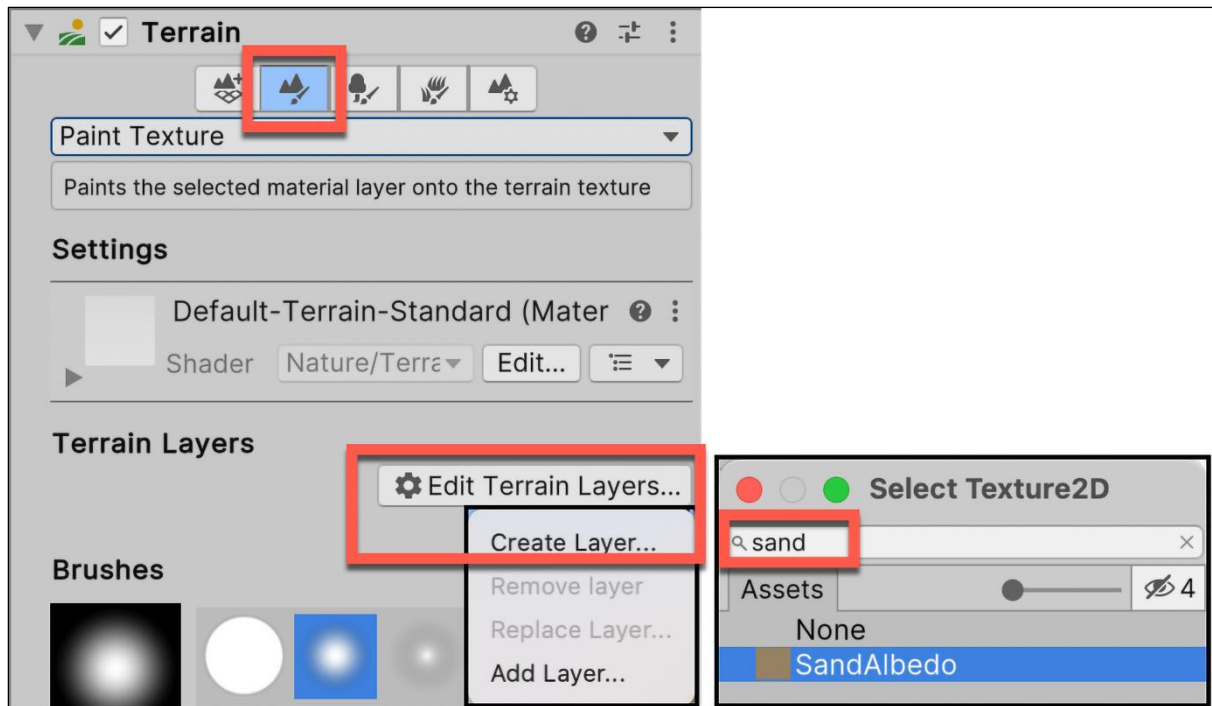 Terrain
Paint Texture
Paints the selected material layer onto the terrain texture
Settings
Default-Terrain-Standard (Mater
Shader Nature/Terra Edit...
Terrain Layers
Edit Terrain Layers...
Create Layer...
Remove layer
Replace Layer...
Add Layer...
Brushes
Select Texture2D
sand
Assets 4
None
SandAlbedo